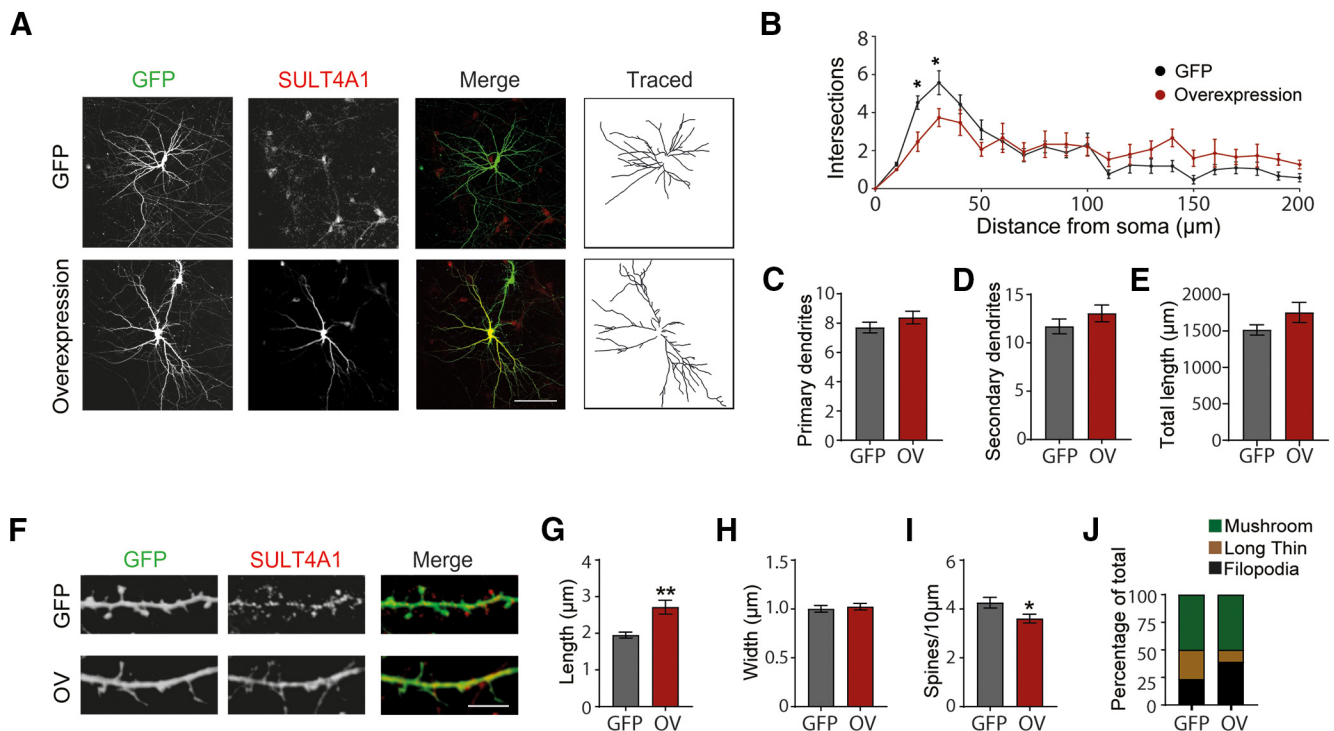 A
GFP SULT4A1 Merge Traced
GFP
Overexpression
B
Intersections
8
6
4
2
0
* *
GFP
Overexpression
0 50 100 150 200
Distance from soma (µm)
C
Primary dendrites
10
8
6
4
2
0
GFP OV
D
Secondary dendrites
15
10
5
0
GFP OV
E
Total length (µm)
2000
1500
1000
500
0
GFP OV
F
GFP SULT4A1 Merge
GFP
OV
G
Length (µm)
4
3
2
1
0
**
GFP OV
H
Width (µm)
1.5
1.0
0.5
0
GFP OV
I
Spines/10µm
6
4
2
0
*
GFP OV
J
Mushroom
Long Thin
Filopodia
Percentage of total
100
75
50
25
0
GFP OV